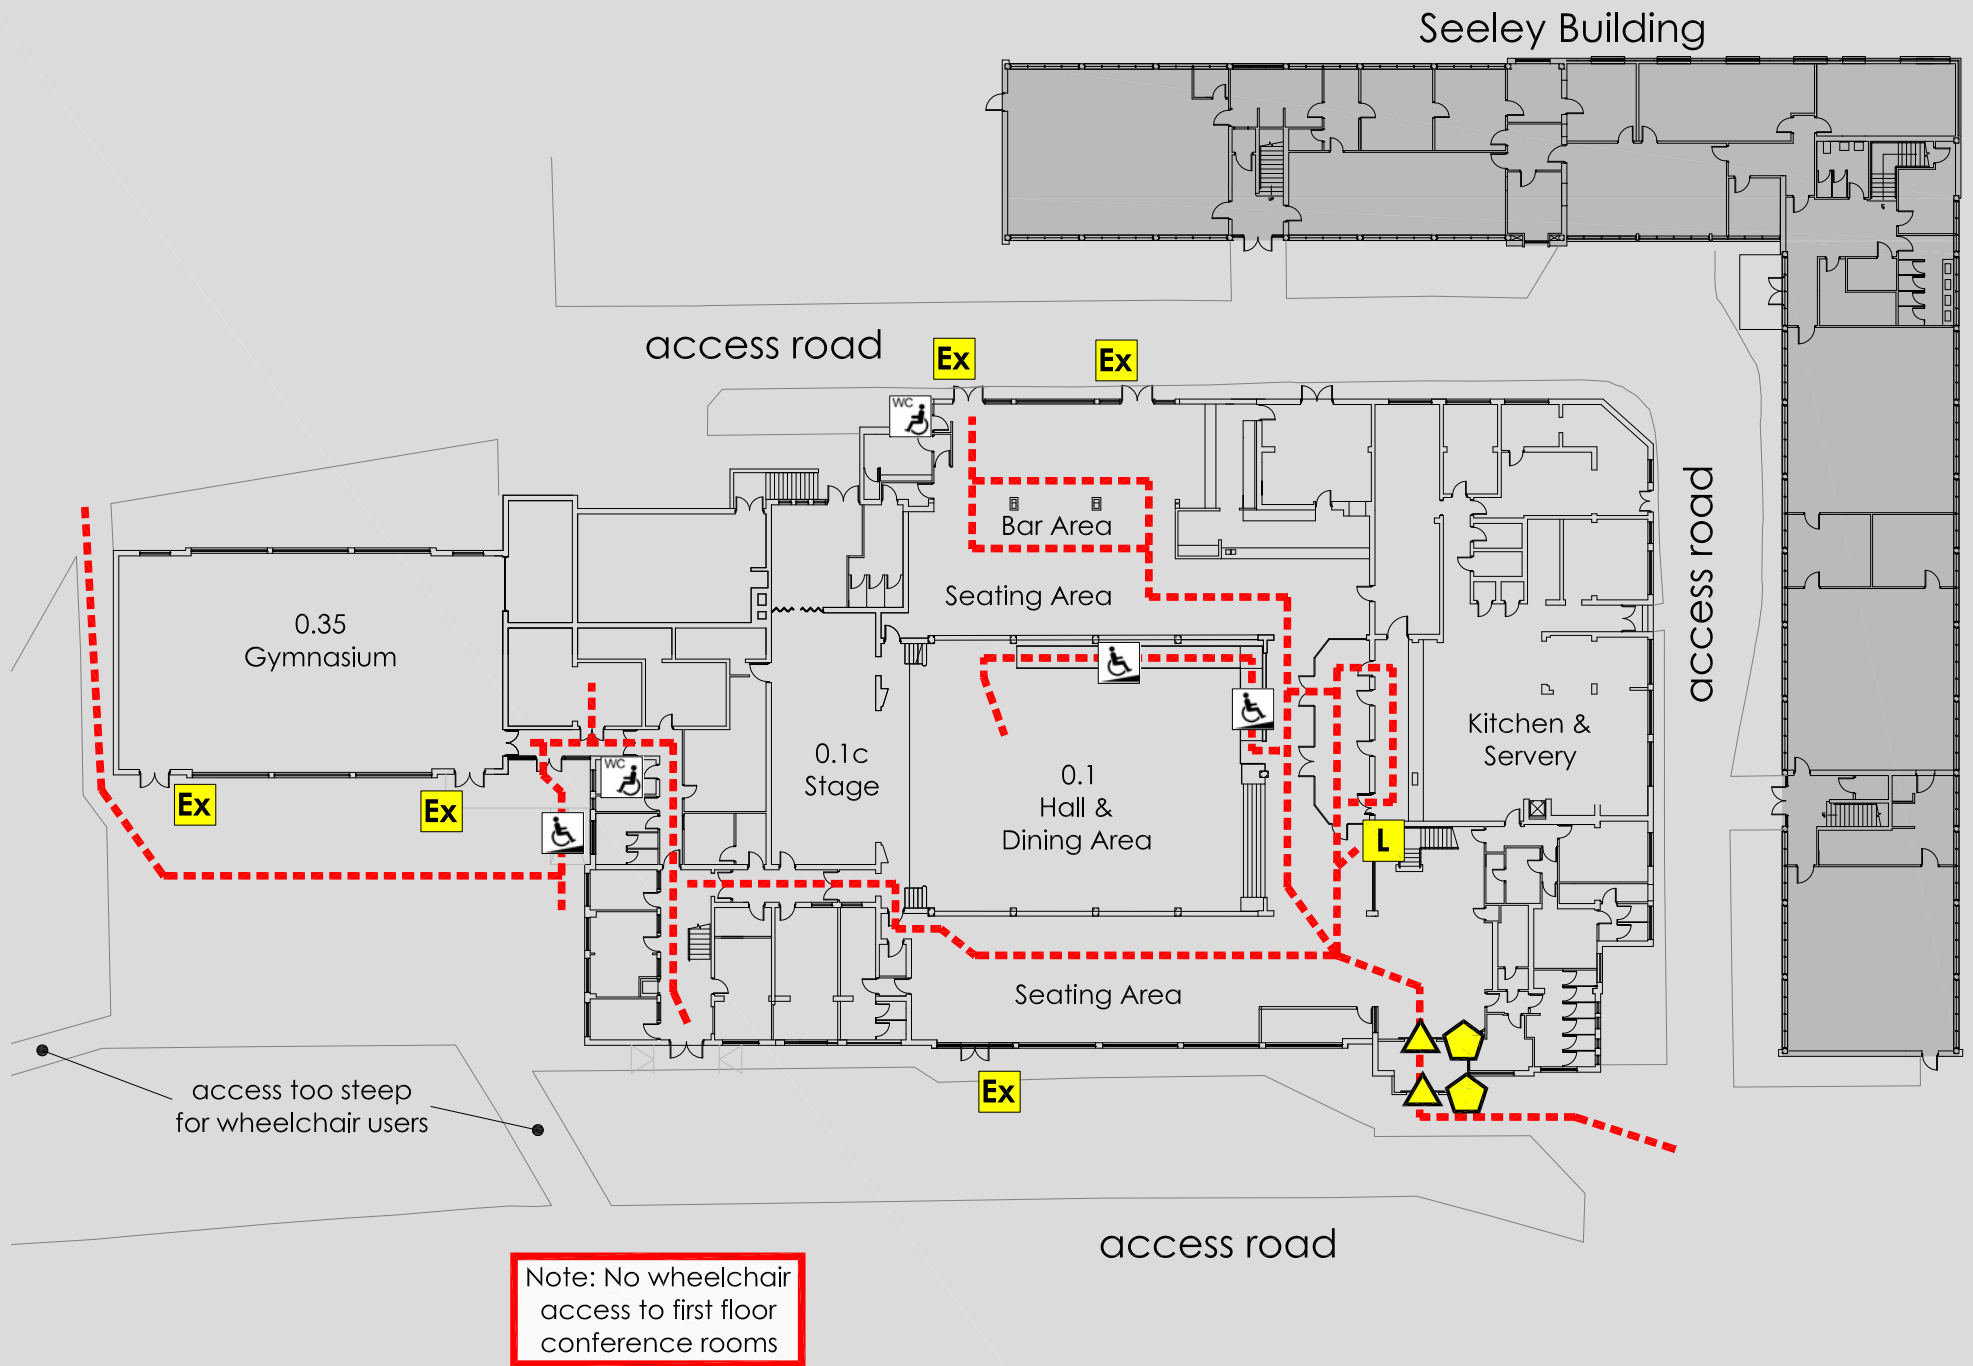 Seeley Building
access road
Ex
Ex
WC
access road
Bar Area
Seating Area
0.35
Gymnasium
Kitchen &
Servery
0.1c
Stage
0.1
Hall &
Dining Area
WC
Ex
Ex
L
Seating Area
Ex
access too steep
for wheelchair users
access road
Note: No wheelchair
access to first floor
conference rooms